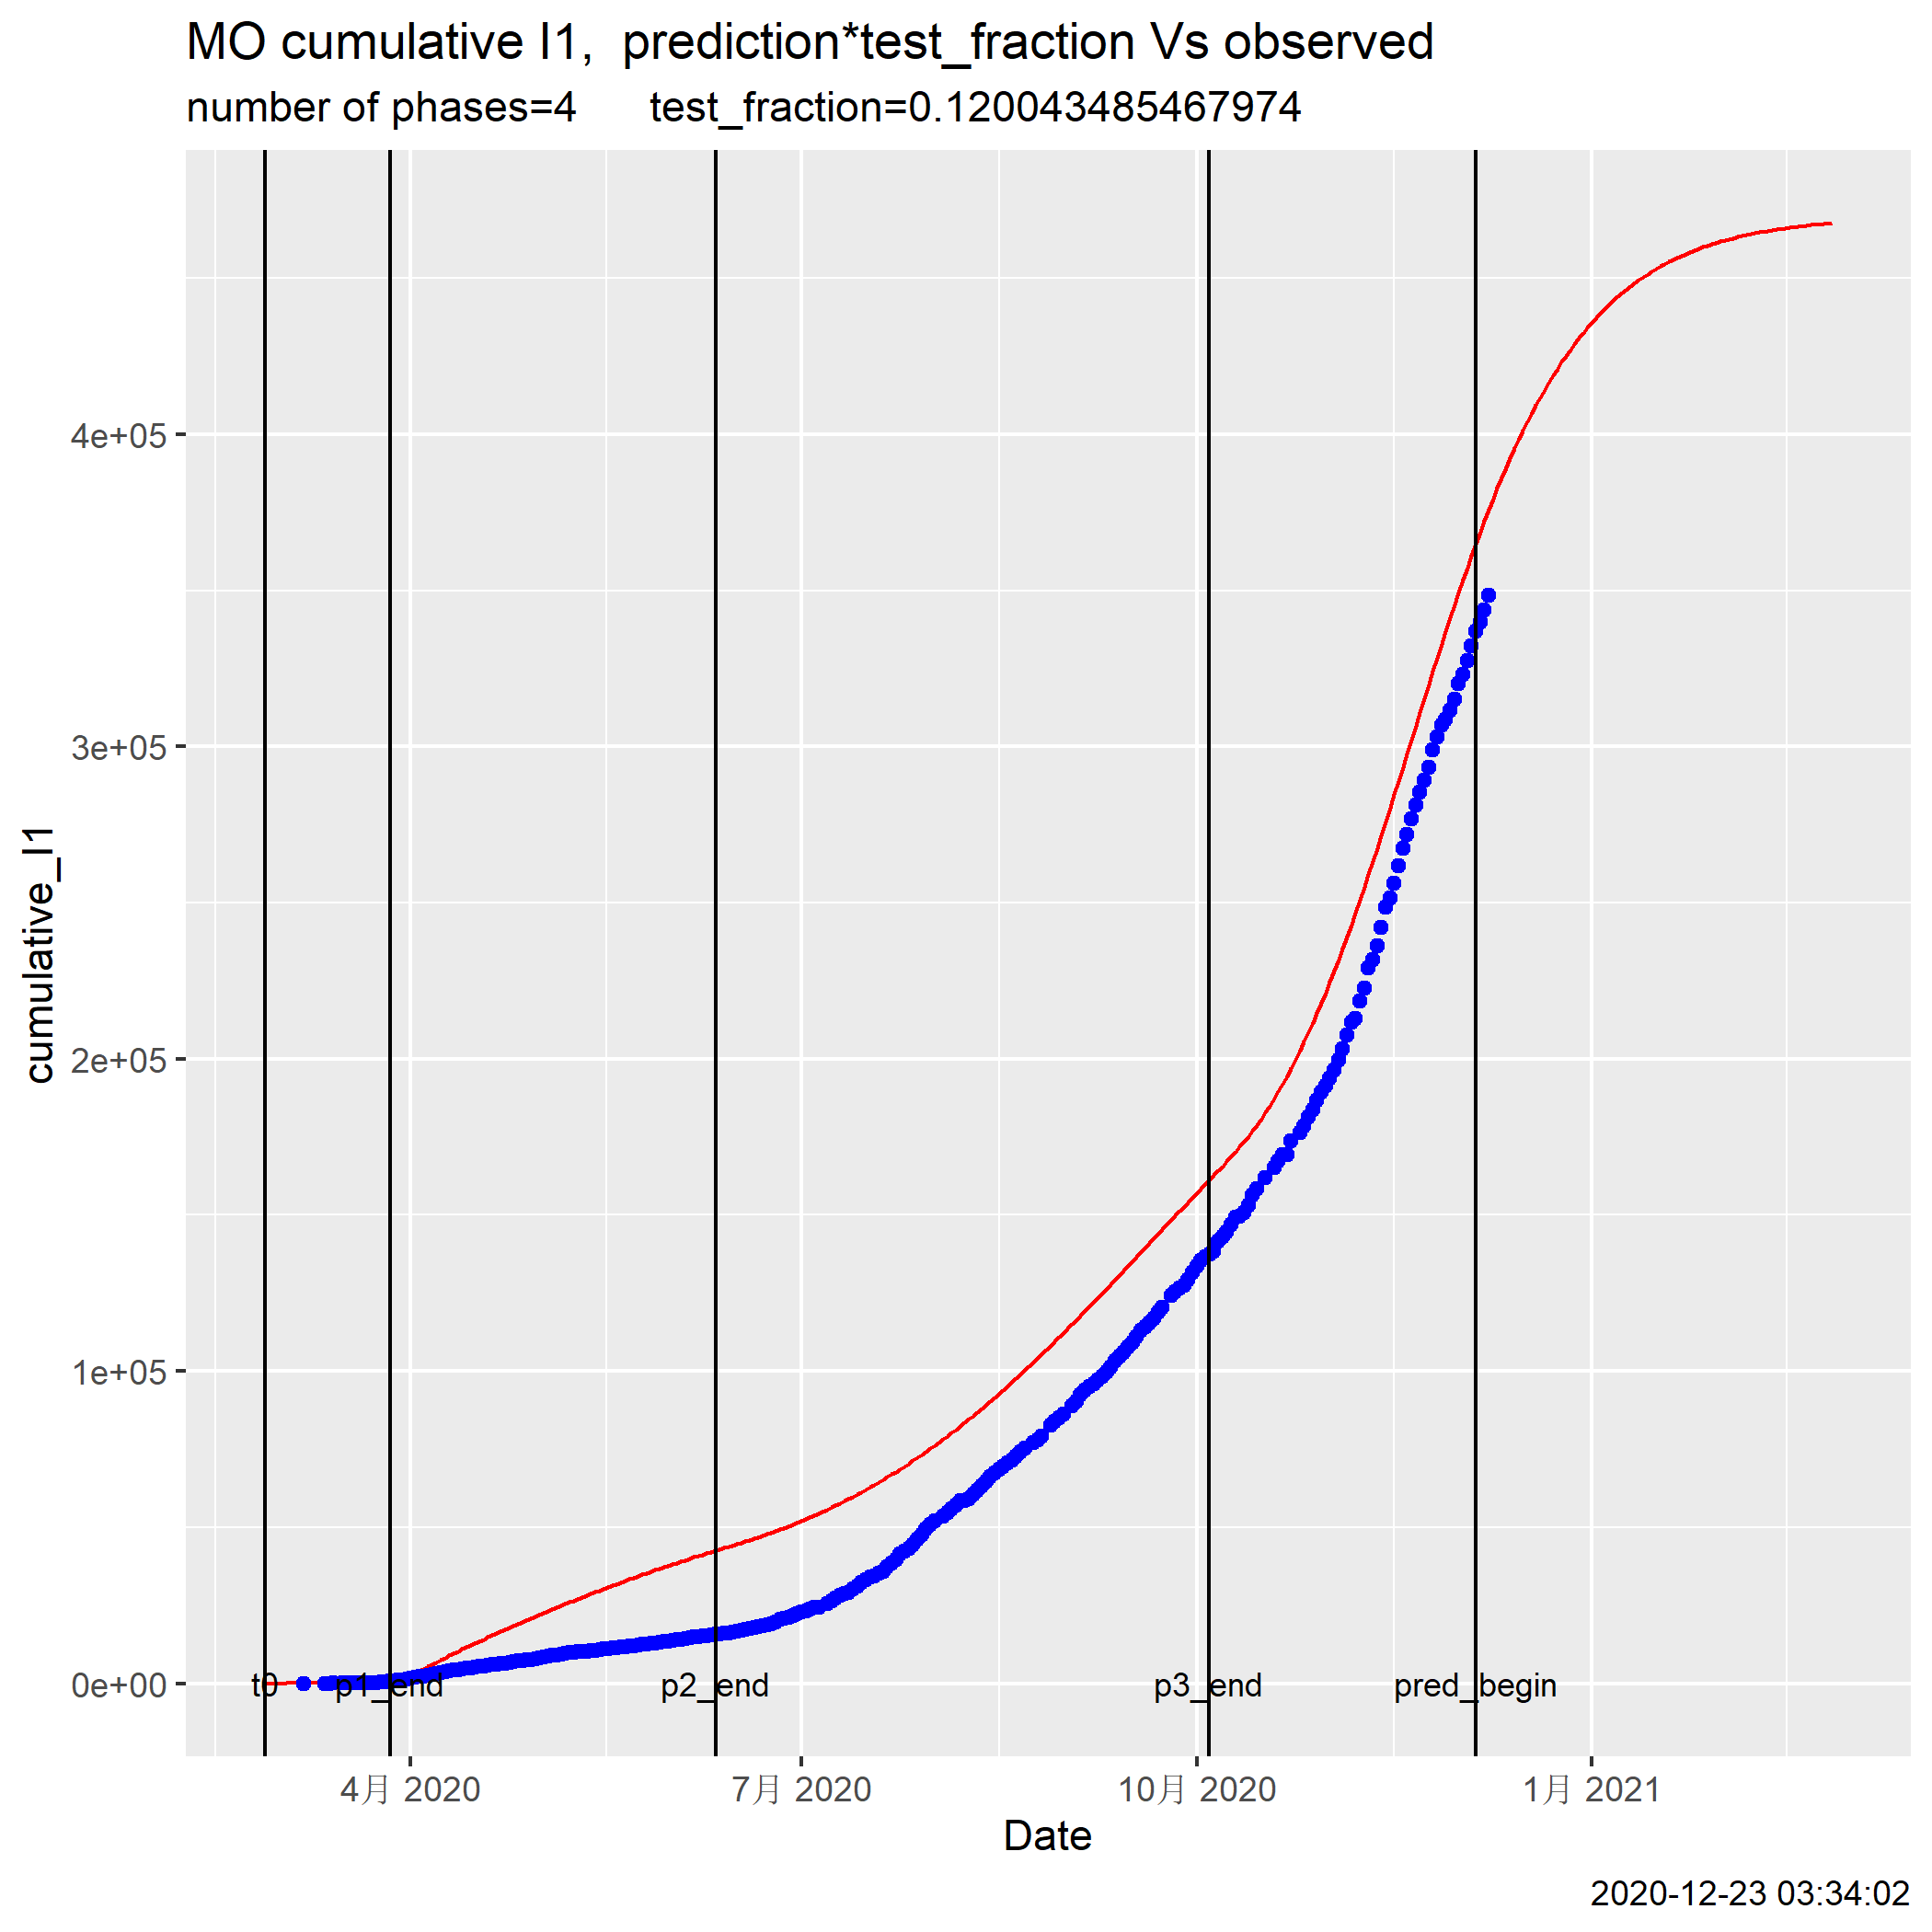 MO cumulative I1,  prediction*test_fraction Vs observed
number of phases=4      test_fraction=0.120043485467974
cumulative_I1
4e+05
3e+05
2e+05
1e+05
0e+00
t0
p1_end
p2_end
p3_end
pred_begin
4月 2020
7月 2020
10月 2020
1月 2021
Date
2020-12-23 03:34:02